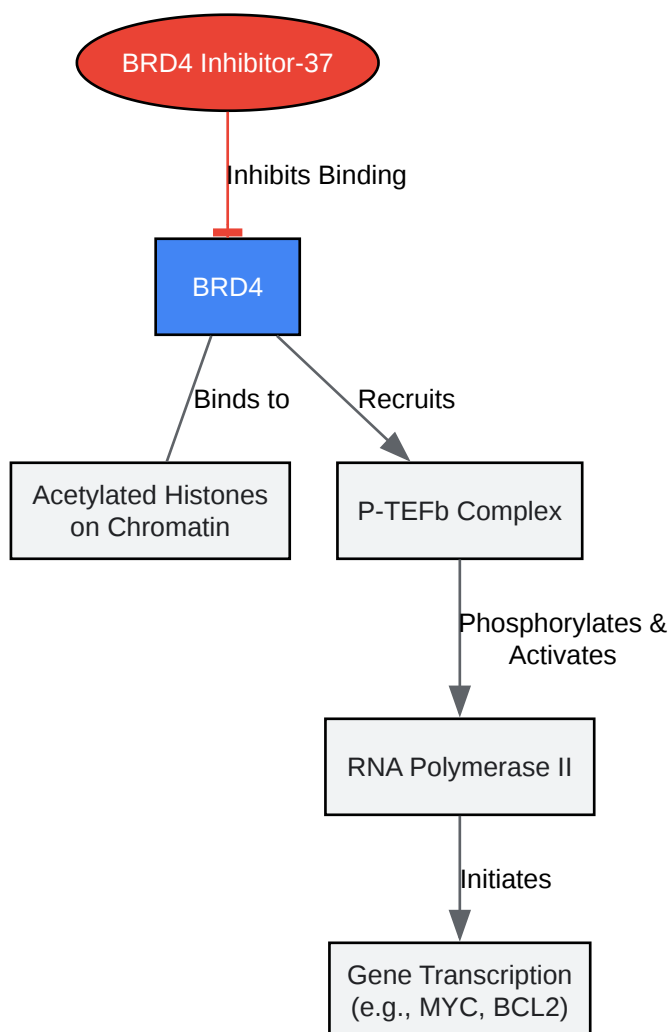 BRD4 Inhibitor-37
Inhibits Binding
BRD4
Binds to
Recruits
Acetylated Histones
on Chromatin
P-TEFb Complex
Phosphorylates &
Activates
RNA Polymerase II
Initiates
Gene Transcription
(e.g., MYC, BCL2)